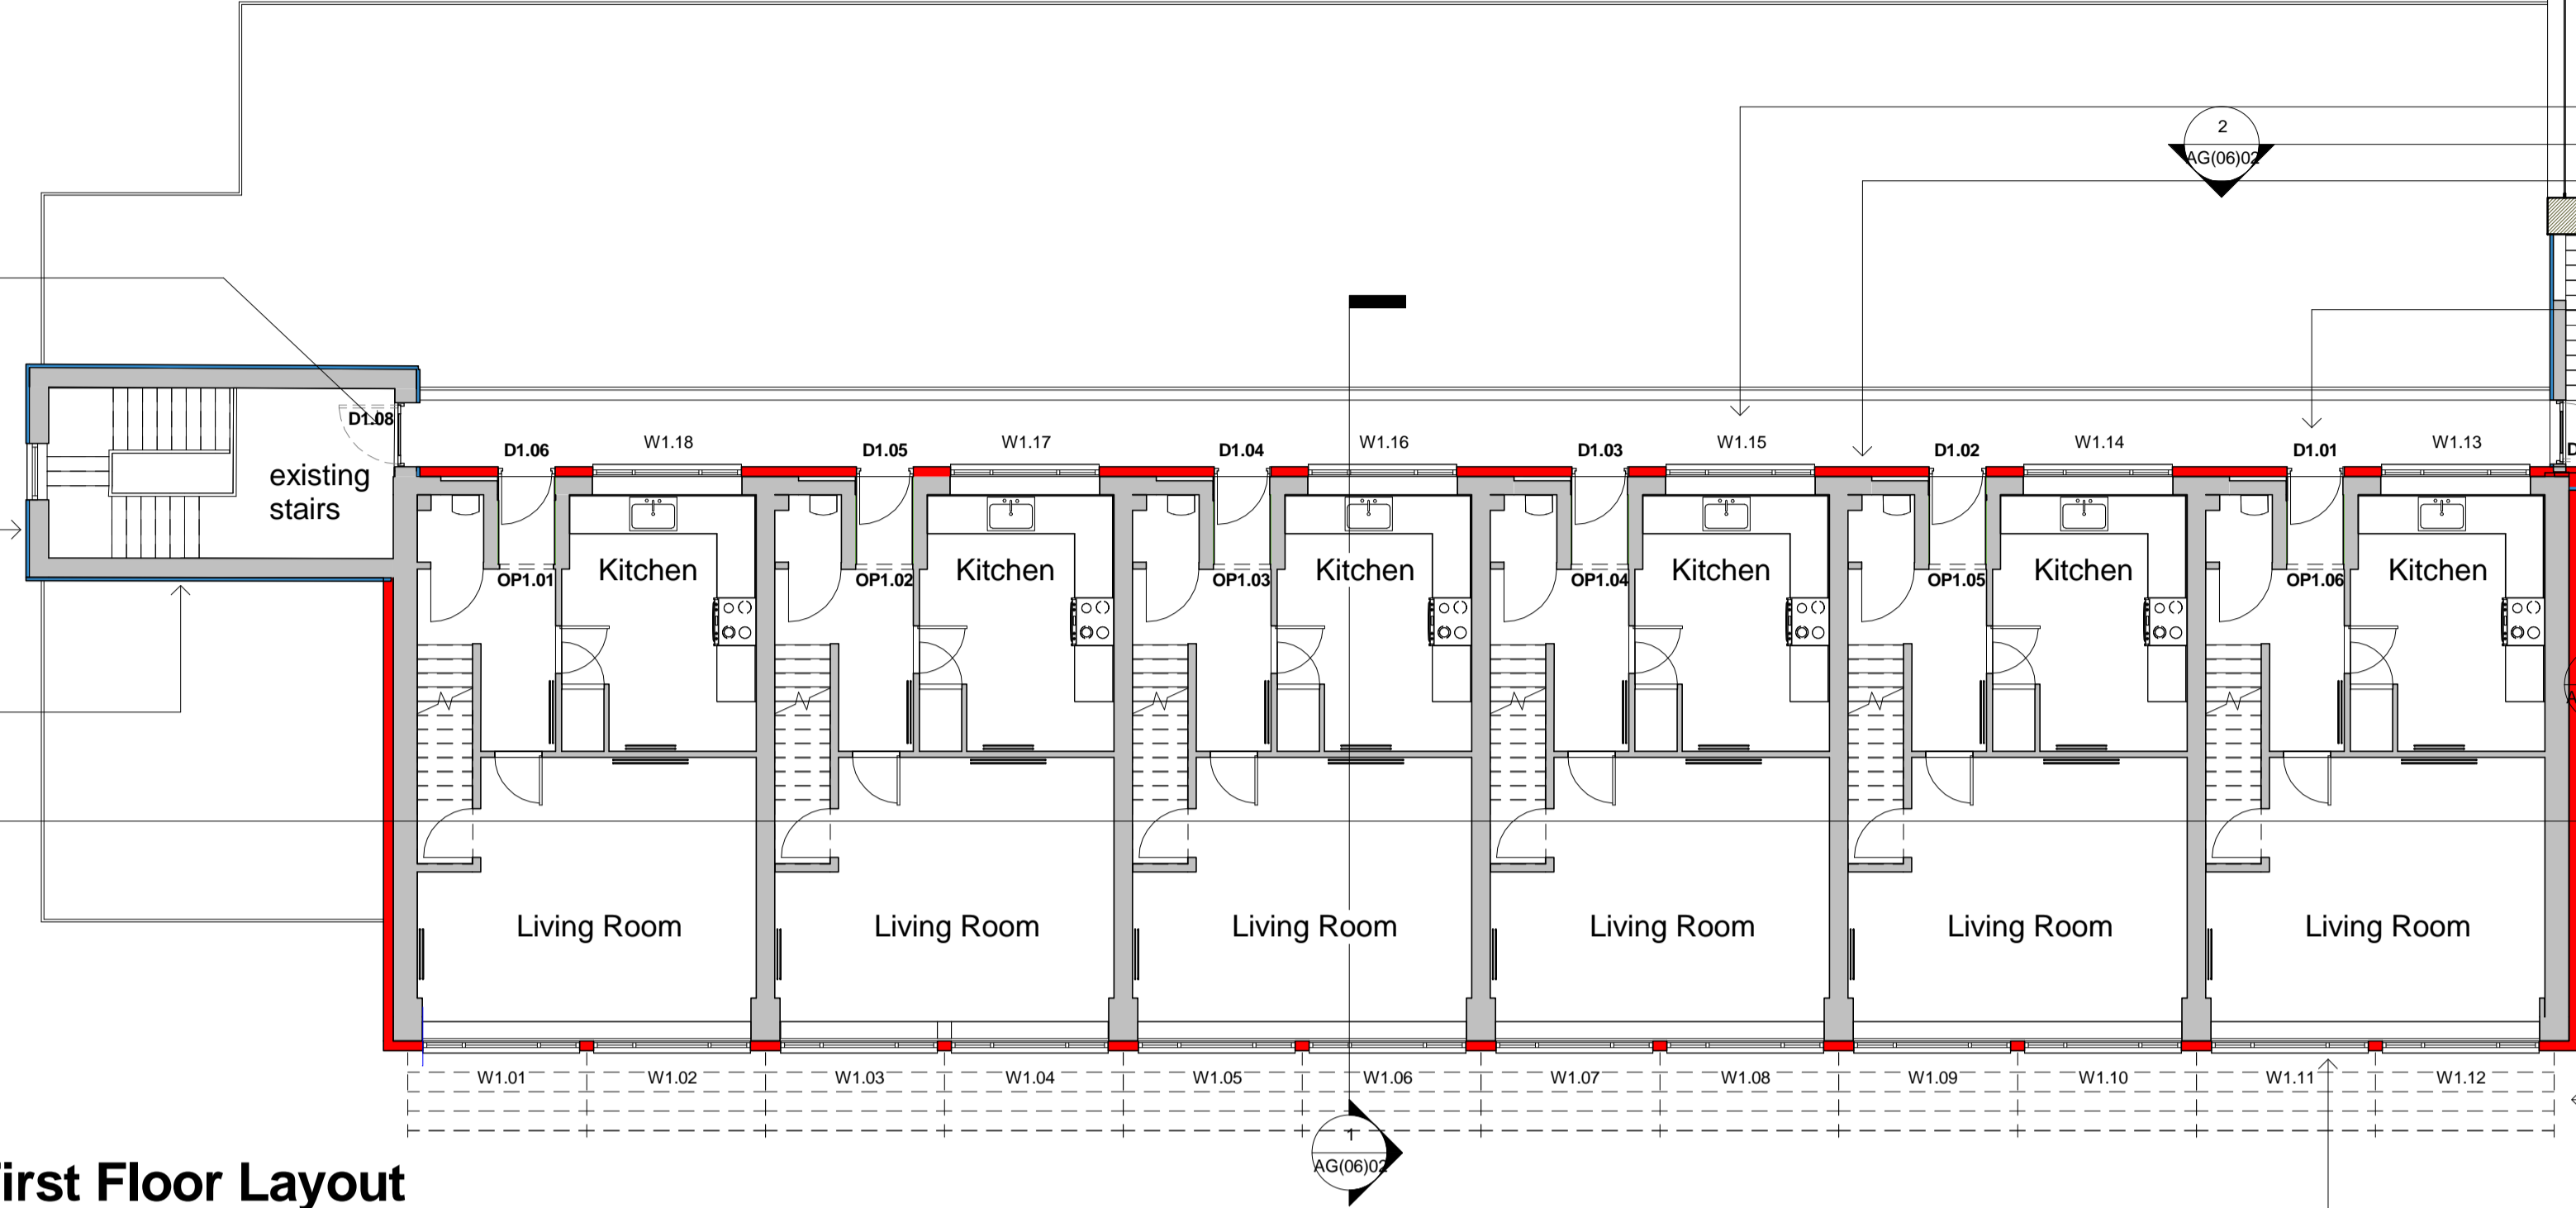 2
AG(06)02
D1.08
existing
stairs
D1.06
W1.18
D1.05
W1.17
D1.04
W1.16
D1.03
W1.15
D1.02
W1.14
D1.01
W1.13
OP1.01
Kitchen
OP1.02
Kitchen
OP1.03
Kitchen
OP1.04
Kitchen
OP1.05
Kitchen
OP1.06
Kitchen
Living Room
Living Room
Living Room
Living Room
Living Room
Living Room
W1.01
W1.02
W1.03
W1.04
W1.05
W1.06
W1.07
W1.08
W1.09
W1.10
W1.11
W1.12
1
AG(06)02
irst Floor Layout